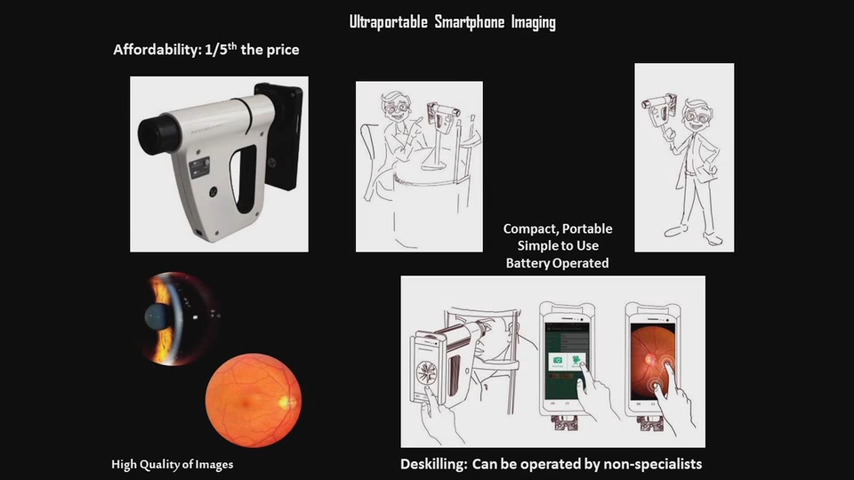 Ultraportable Smartphone Imaging
Affordability: 1/5th the price
Compact, Portable
Simple to Use
Battery Operated
High Quality of Images
Deskilling: Can be operated by non-specialists